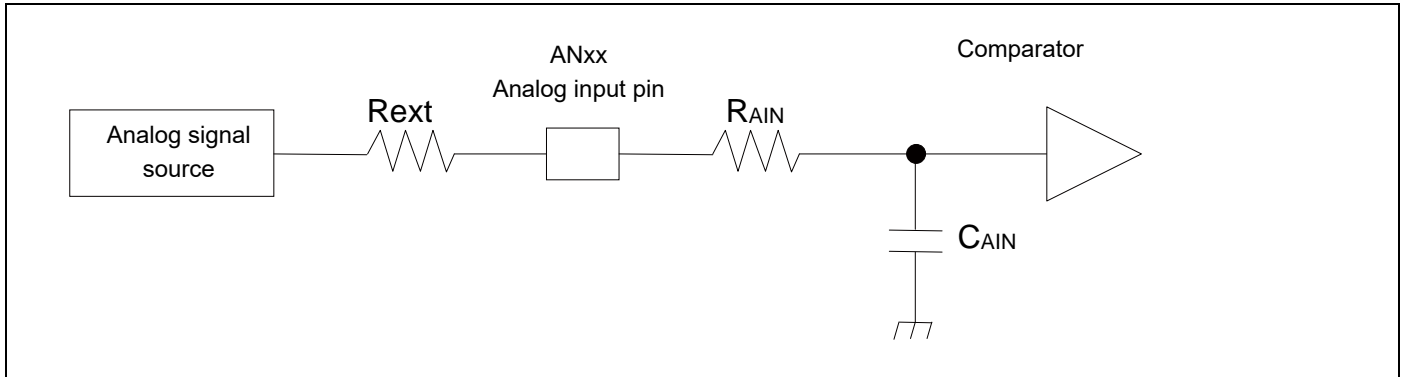 ANxx
Analog input pin
Comparator
Analog signal
source
Rext
RAIN
CAIN